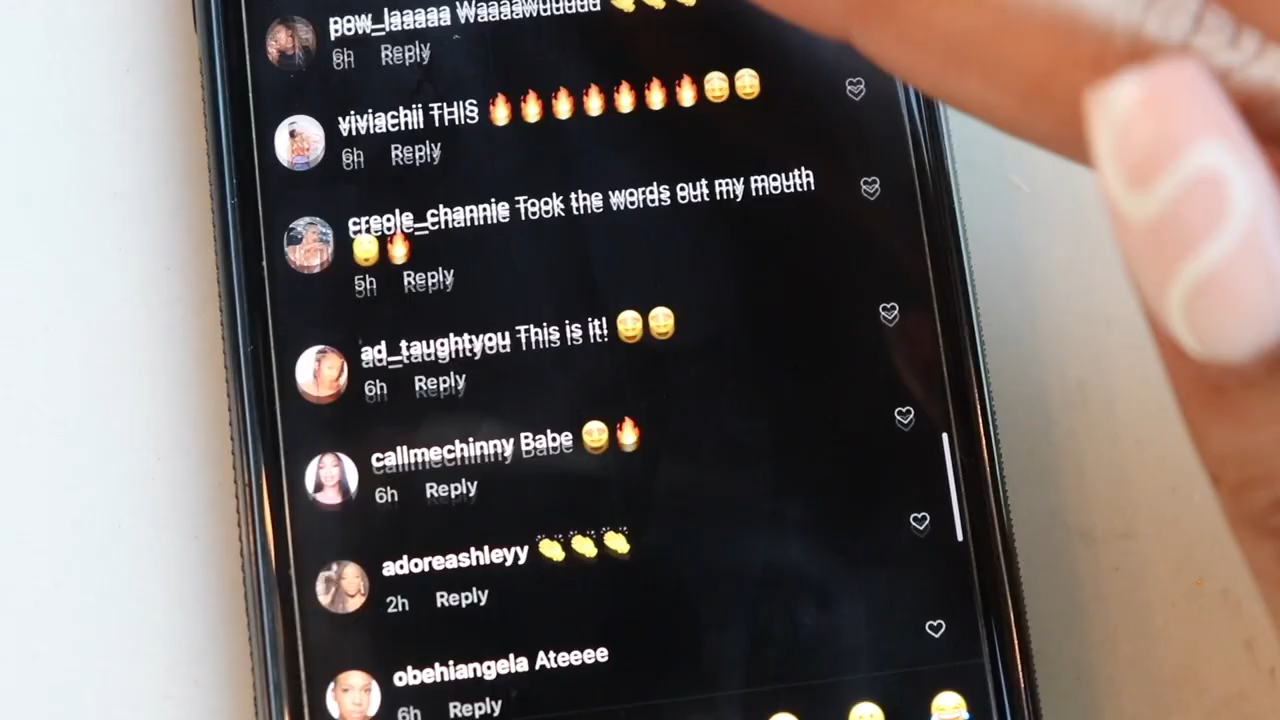 pow_laaaaa Waaaawuuuuu 👏👏👏
6h Reply
viviachii THIS 🔥🔥🔥🔥🔥🔥🔥🤩🤩
6h Reply
creole_channie Took the words out my mouth
🔥
5h Reply
ad_taughtyou This is it! 🤩🤩
6h Reply
callmechinny Babe 🤩🔥
6h Reply
adoreashleyy 👏👏👏
2h Reply
obehiangela Ateeee
6h Reply